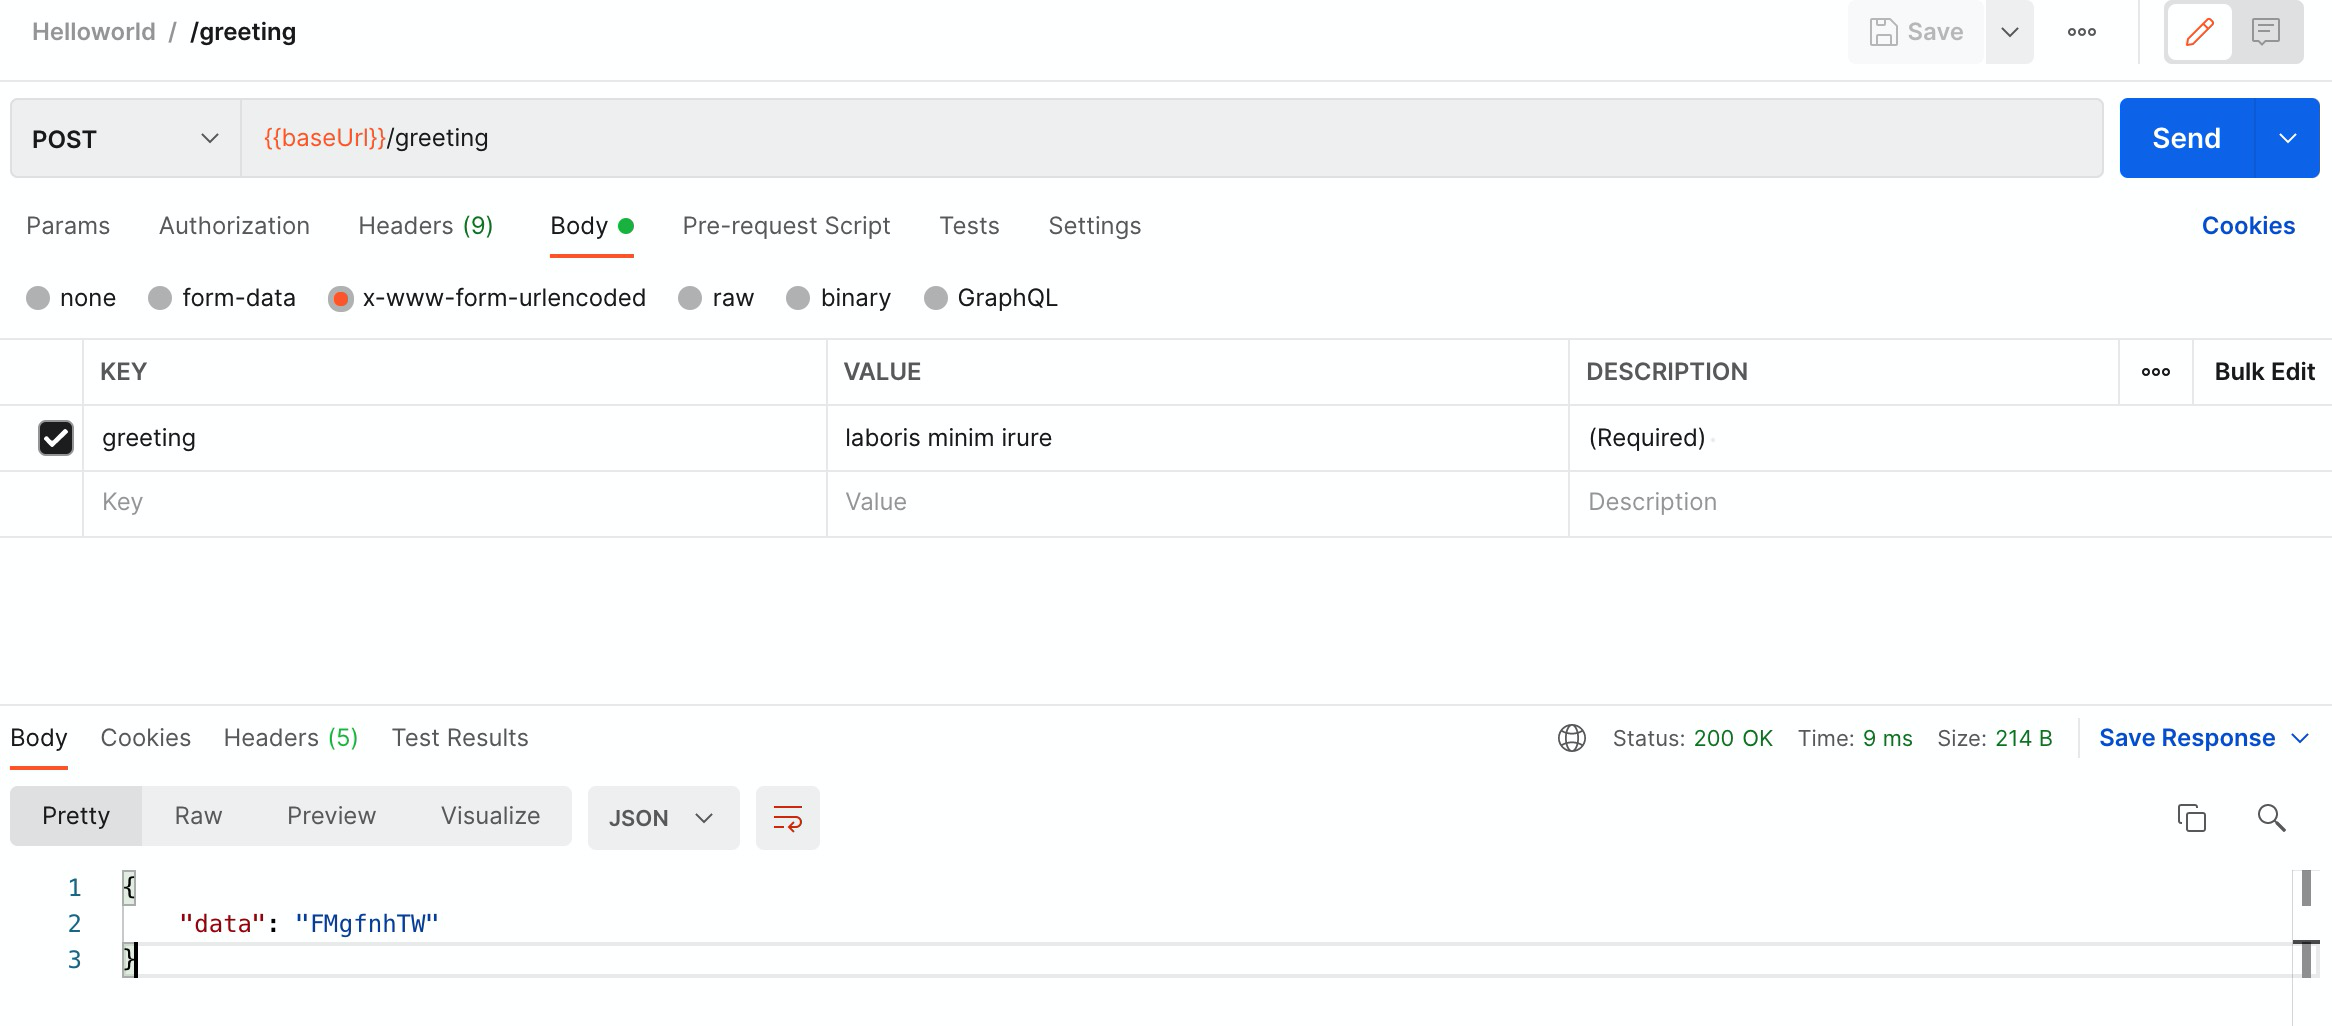 Helloworld / /greeting
Save
POST {{baseUrl}}/greeting Send
Params Authorization Headers (9) Body Pre-request Script Tests Settings Cookies
none form-data x-www-form-urlencoded raw binary GraphQL
KEY VALUE DESCRIPTION ooo Bulk Edit
greeting laboris minim irure (Required)
Key Value Description
Body Cookies Headers (5) Test Results Status: 200 OK Time: 9 ms Size: 214 B Save Response
Pretty Raw Preview Visualize JSON
1 {
2 "data": "FMgfnhTW"
3 }